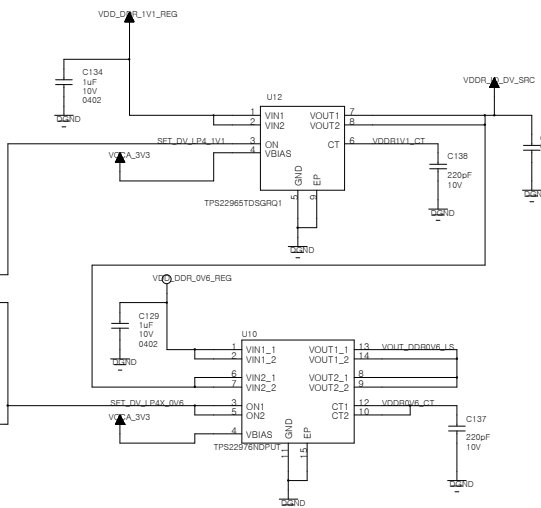 VDD_DDR_1V1_REG
C134
1uF
10V
0402
DGND
VDDR_IO_DV_SRC
U12
1 VIN1 VOUT1 7
2 VIN2 VOUT2 8
SET_DV_LP4_1V1 3 ON CT 6 VDDR1V1_CT
VCCA_3V3 4 VBIAS
GND EP
5 9
TPS22965TDSGRQ1
C138
220pF
10V
DGND
DGND
DGND
VDD_DDR_0V6_REG
C129
1uF
10V
0402
DGND
U10
1 VIN1_1 VOUT1_1 13 VOUT_DDR0V6_LS
2 VIN1_2 VOUT1_2 14
6 VIN2_1 VOUT2_1 8
7 VIN2_2 VOUT2_2 9
SET_DV_LP4X_0V6 3 ON1 CT1 12 VDDR0V6_CT
5 ON2 CT2 10
VCCA_3V3 4 VBIAS
GND EP
11 15
TPS22976NDPUT
C137
220pF
10V
DGND
DGND